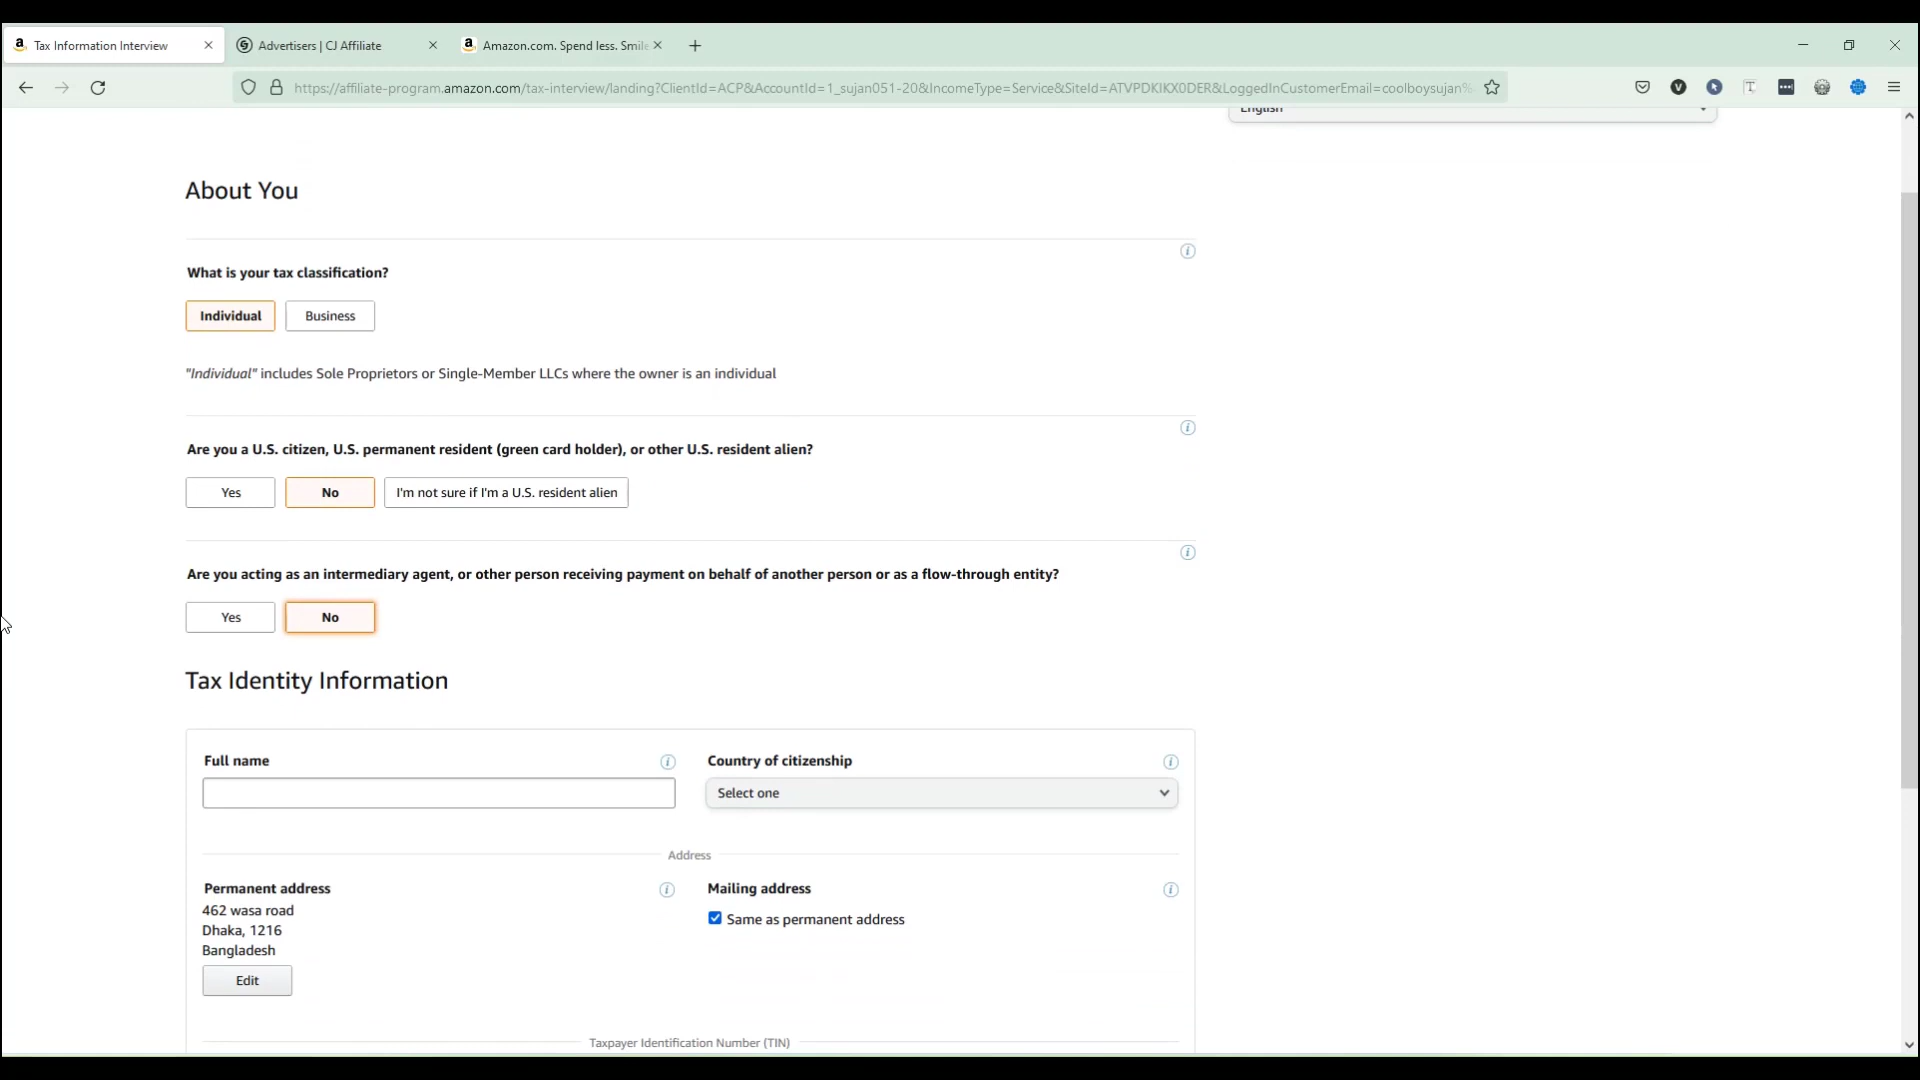 Tax Information Interview
Advertisers | CJ Affiliate
Amazon.com. Spend less. Smile
https://affiliate-program.amazon.com/tax-interview/landing?ClientId=ACP&AccountId=1_sujan051-20&IncomeType=Service&SiteId=ATVPDKIKX0DER&LoggedInCustomerEmail=coolboysujan%
English
About You
What is your tax classification?
Individual Business
"Individual" includes Sole Proprietors or Single-Member LLCs where the owner is an individual
Are you a U.S. citizen, U.S. permanent resident (green card holder), or other U.S. resident alien?
Yes No I'm not sure if I'm a U.S. resident alien
Are you acting as an intermediary agent, or other person receiving payment on behalf of another person or as a flow-through entity?
Yes No
Tax Identity Information
Full name Country of citizenship
Select one
Address
Permanent address Mailing address
462 wasa road
Same as permanent address
Dhaka, 1216
Bangladesh
Edit
Taxpayer Identification Number (TIN)